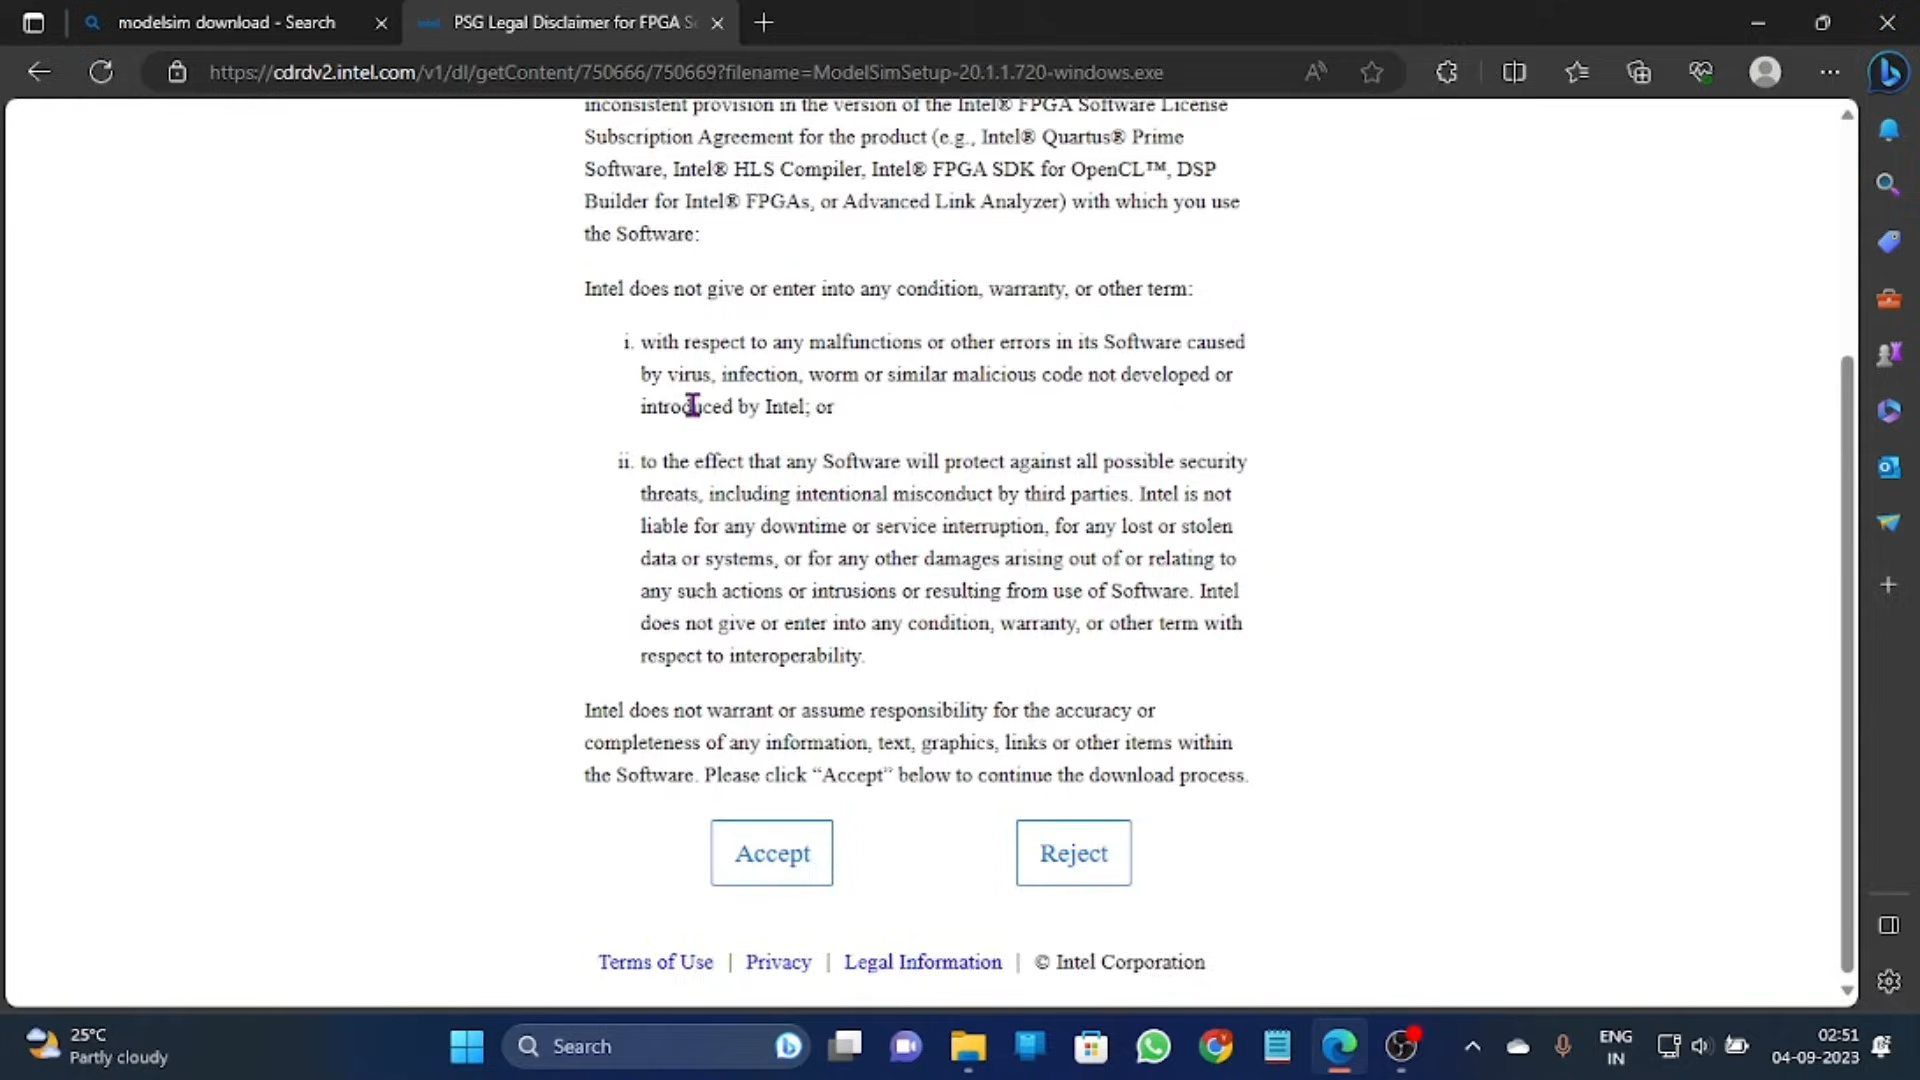 modelsim download - Search
PSG Legal Disclaimer for FPGA S
https://cdrdv2.intel.com/v1/dl/getContent/750666/750669?filename=ModelSimSetup-20.1.1.720-windows.exe
inconsistent provision in the version of the Intel® FPGA Software License
Subscription Agreement for the product (e.g., Intel® Quartus® Prime
Software, Intel® HLS Compiler, Intel® FPGA SDK for OpenCL™, DSP
Builder for Intel® FPGAs, or Advanced Link Analyzer) with which you use
the Software:
Intel does not give or enter into any condition, warranty, or other term:
i. with respect to any malfunctions or other errors in its Software caused
by virus, infection, worm or similar malicious code not developed or
introduced by Intel; or
ii. to the effect that any Software will protect against all possible security
threats, including intentional misconduct by third parties. Intel is not
liable for any downtime or service interruption, for any lost or stolen
data or systems, or for any other damages arising out of or relating to
any such actions or intrusions or resulting from use of Software. Intel
does not give or enter into any condition, warranty, or other term with
respect to interoperability.
Intel does not warrant or assume responsibility for the accuracy or
completeness of any information, text, graphics, links or other items within
the Software. Please click “Accept” below to continue the download process.
Accept Reject
Terms of Use | Privacy | Legal Information | © Intel Corporation
25°C
Partly cloudy
Search
ENG
IN
02:51
04-09-2023